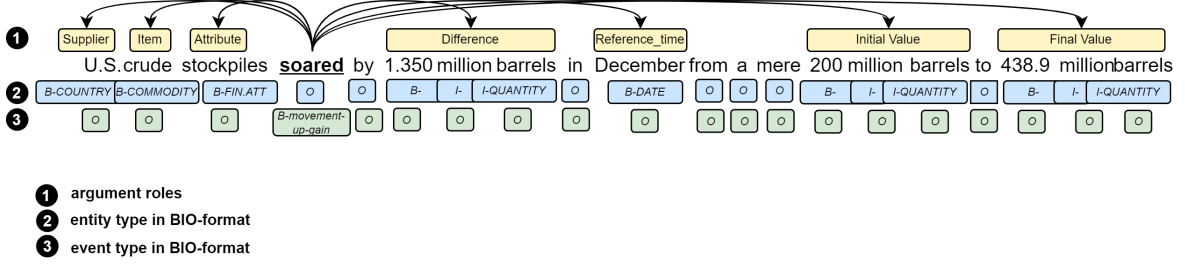 1 Supplier Item Attribute Difference Reference_time Initial Value Final Value
U.S. crude stockpiles soared by 1.350 million barrels in December from a mere 200 million barrels to 438.9 millionbarrels
2 B-COUNTRY B-COMMODITY B-FIN.ATT O O B- I- I-QUANTITY O B-DATE O O O B- I- I-QUANTITY O B- I- I-QUANTITY
3 O O O B-movement-up-gain O O O O O O O O O O O O O O O O
1 argument roles
2 entity type in BIO-format
3 event type in BIO-format